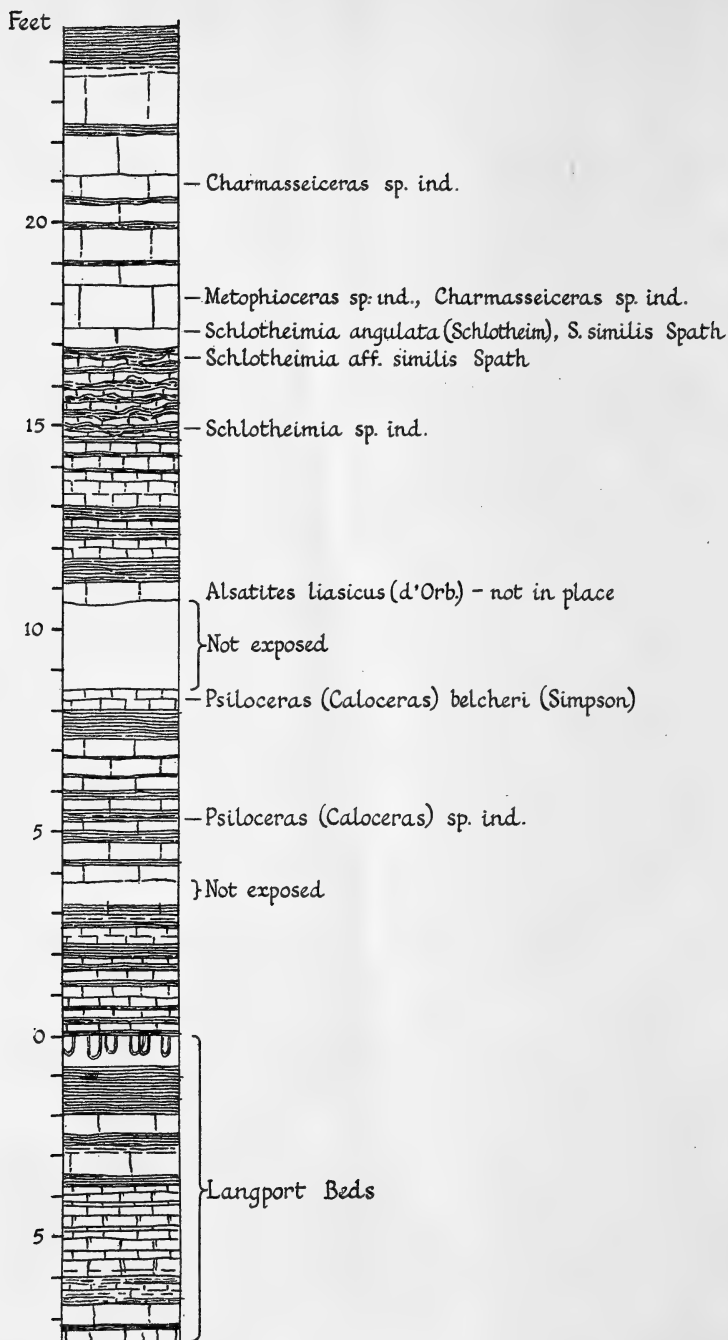 Feet
Charmasseiceras sp. ind.
20
Metophioceras sp. ind., Charmasseiceras sp. ind.
Schlotheimia angulata (Schlotheim), S. similis Spath
Schlotheimia aff. similis Spath
15
Schlotheimia sp. ind.
Alsatites liasicus (d'Orb.) - not in place
10
Not exposed
Psiloceras (Caloceras) belcheri (Simpson)
5
Psiloceras (Caloceras) sp. ind.
Not exposed
0
Langport Beds
5